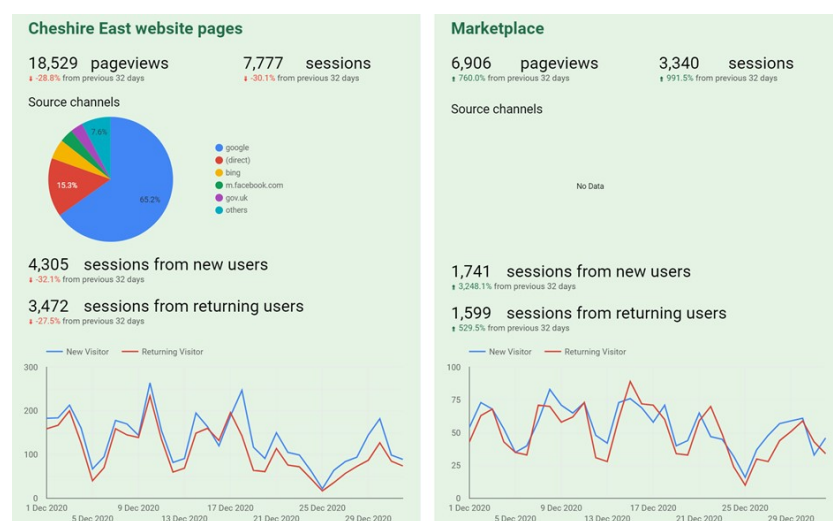 Cheshire East website pages
18,529 pageviews
-28.8% from previous 32 days
7,777 sessions
-30.1% from previous 32 days
Source channels
7.6%
15.3%
65.2%
google
(direct)
bing
m.facebook.com
gov.uk
others
4,305 sessions from new users
-32.1% from previous 32 days
3,472 sessions from returning users
-27.5% from previous 32 days
New Visitor Returning Visitor
300
200
100
0
1 Dec 2020 9 Dec 2020 17 Dec 2020 25 Dec 2020
5 Dec 2020 13 Dec 2020 21 Dec 2020 29 Dec 2020
Marketplace
6,906 pageviews
760.0% from previous 32 days
3,340 sessions
991.5% from previous 32 days
Source channels
No Data
1,741 sessions from new users
3,248.1% from previous 32 days
1,599 sessions from returning users
529.5% from previous 32 days
New Visitor Returning Visitor
100
75
50
25
0
1 Dec 2020 9 Dec 2020 17 Dec 2020 25 Dec 2020
5 Dec 2020 13 Dec 2020 21 Dec 2020 29 Dec 2020